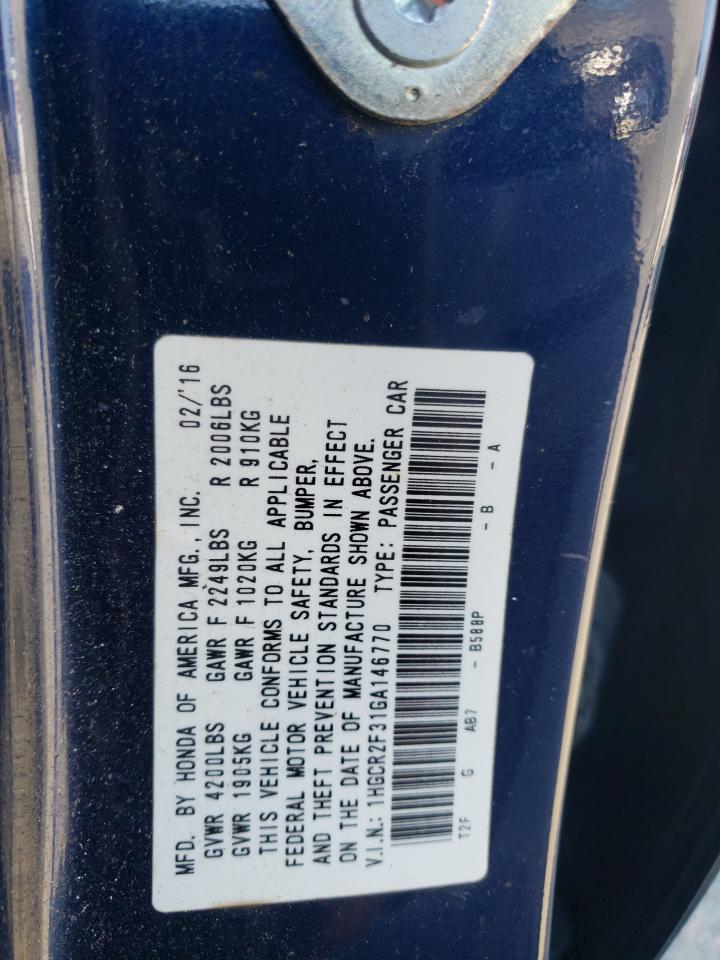 MFD. BY HONDA OF AMERICA MFG., INC. 02/'16
GVWR 4200LBS GAWR F 2249LBS R 2006LBS
GVWR 1905KG GAWR F 1020KG R 910KG
THIS VEHICLE CONFORMS TO ALL APPLICABLE
FEDERAL MOTOR VEHICLE SAFETY, BUMPER,
AND THEFT PREVENTION STANDARDS IN EFFECT
ON THE DATE OF MANUFACTURE SHOWN ABOVE.
V.I.N.: 1HGCR2F31GA146770 TYPE: PASSENGER CAR
T2F G AB7 - B588P - B - A